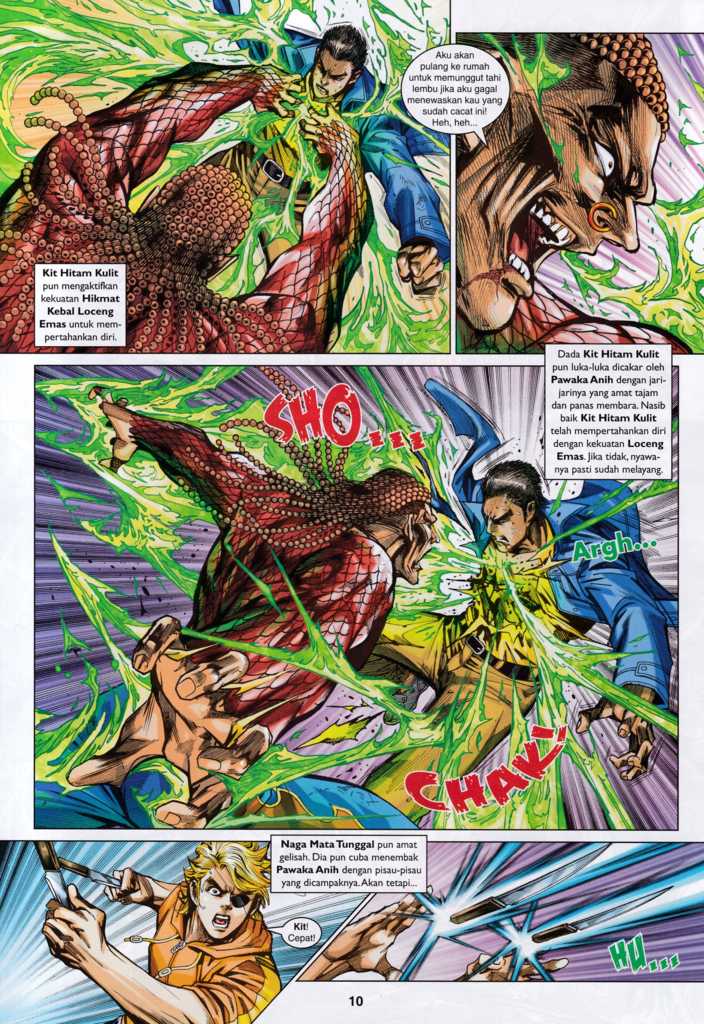 Aku akan
pulang ke rumah
untuk memunggut tahi
lembu jika aku gagal
menewaskan kau yang
sudah cacat ini!
Heh, heh...
Kit Hitam Kulit
pun mengaktifkan
kekuatan Hikmat
Kebal Loceng
Emas untuk mem-
pertahankan diri.
Dada Kit Hitam Kulit
pun luka-luka dicakar oleh
Pawaka Anih dengan jari-
jarinya yang amat tajam
dan panas membara. Nasib
baik Kit Hitam Kulit
telah mempertahankan diri
dengan kekuatan Loceng
Emas. Jika tidak, nyawa-
nya pasti sudah melayang.
SHO...
Argh...
CHAK!
Naga Mata Tunggal pun amat
gelisah. Dia pun cuba menembak
Pawaka Anih dengan pisau-pisau
yang dicampaknya. Akan tetapi...
Kit!
Cepat!
HU...
10